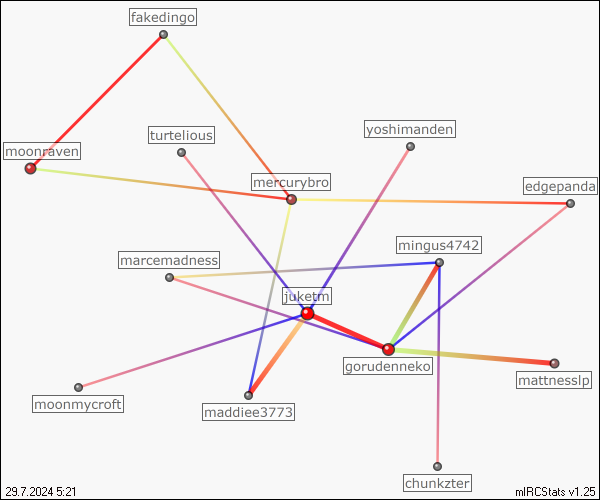 fakedingo
turtelious
yoshimanden
moonraven
mercurybro
edgepanda
mingus4742
marcemadness
juketm
gorudenneko
mattnesslp
moonmycroft
maddiee3773
chunkzter
29.7.2024 5:21
mIRCStats v1.25